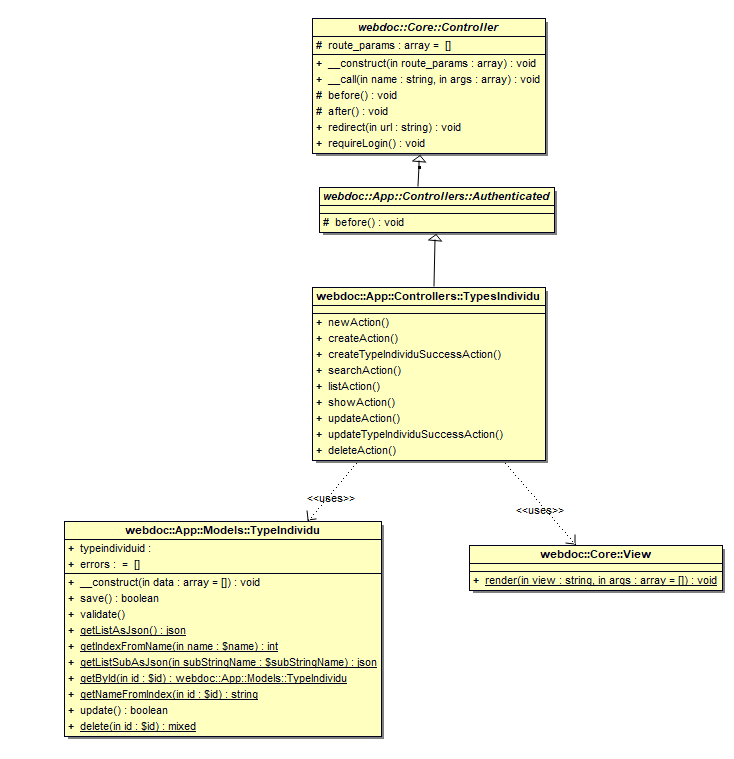 webdoc::Core::Controller
# route_params : array = []
+ __construct(in route_params : array) : void
+ __call(in name : string, in args : array) : void
# before() : void
# after() : void
+ redirect(in url : string) : void
+ requireLogin() : void
webdoc::App::Controllers::Authenticated
# before() : void
webdoc::App::Controllers::TypesIndividu
+ newAction()
+ createAction()
+ createTypeIndividuSuccessAction()
+ searchAction()
+ listAction()
+ showAction()
+ updateAction()
+ updateTypeIndividuSuccessAction()
+ deleteAction()
<<uses>>
<<uses>>
webdoc::App::Models::TypeIndividu
+ typeindividuid :
+ errors : = []
+ __construct(in data : array = []) : void
+ save() : boolean
+ validate()
+ getListAsJson() : json
+ getIndexFromName(in name : $name) : int
+ getListSubAsJson(in subStringName : $subStringName) : json
+ getById(in id : $id) : webdoc::App::Models::TypeIndividu
+ getNameFromIndex(in id : $id) : string
+ update() : boolean
+ delete(in id : $id) : mixed
webdoc::Core::View
+ render(in view : string, in args : array = []) : void